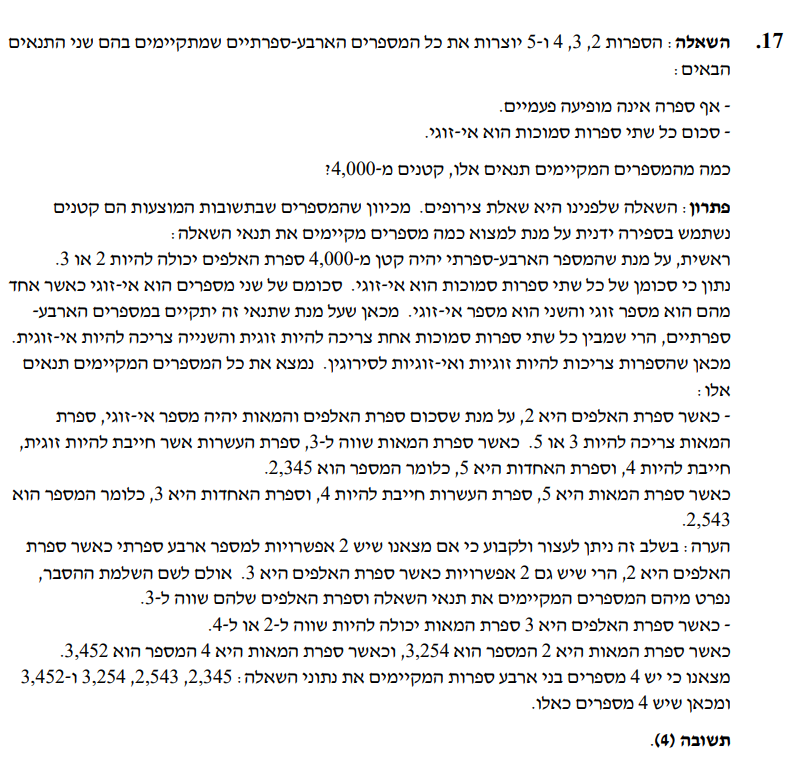 17. השאלה: הספרות 2, 3, 4 ו-5 יוצרות את כל המספרים הארבע-ספרתיים שמתקיימים בהם שני התנאים
הבאים:
- אף ספרה אינה מופיעה פעמיים.
- סכום כל שתי ספרות סמוכות הוא אי-זוגי.
כמה מהמספרים המקיימים תנאים אלו, קטנים מ-4,000?
פתרון: השאלה שלפנינו היא שאלת צירופים. מכיוון שהמספרים שבתשובות המוצעות הם קטנים
נשתמש בספירה ידנית על מנת למצוא כמה מספרים מקיימים את תנאי השאלה:
ראשית, על מנת שהמספר הארבע-ספרתי יהיה קטן מ-4,000 ספרת האלפים יכולה להיות 2 או 3.
נתון כי סכומן של כל שתי ספרות סמוכות הוא אי-זוגי. סכומם של שני מספרים הוא אי-זוגי כאשר אחד
מהם הוא מספר זוגי והשני הוא מספר אי-זוגי. מכאן שעל מנת שתנאי זה יתקיים במספרים הארבע-
ספרתיים, הרי שמבין כל שתי ספרות סמוכות אחת צריכה להיות זוגית והשנייה צריכה להיות אי-זוגית.
מכאן שהספרות צריכות להיות זוגיות ואי-זוגיות לסירוגין. נמצא את כל המספרים המקיימים תנאים
אלו:
- כאשר ספרת האלפים היא 2, על מנת שסכום ספרת האלפים והמאות יהיה מספר אי-זוגי, ספרת
המאות צריכה להיות 3 או 5. כאשר ספרת המאות שווה ל-3, ספרת העשרות אשר חייבת להיות זוגית,
חייבת להיות 4, וספרת האחדות היא 5, כלומר המספר הוא 2,345.
כאשר ספרת המאות היא 5, ספרת העשרות חייבת להיות 4, וספרת האחדות היא 3, כלומר המספר הוא
2,543.
הערה: בשלב זה ניתן לעצור ולקבוע כי אם מצאנו שיש 2 אפשרויות למספר ארבע ספרתי כאשר ספרת
האלפים היא 2, הרי שיש גם 2 אפשרויות כאשר ספרת האלפים היא 3. אולם לשם השלמת ההסבר,
נפרט מיהם המספרים המקיימים את תנאי השאלה וספרת האלפים שלהם שווה ל-3.
- כאשר ספרת האלפים היא 3 ספרת המאות יכולה להיות שווה ל-2 או ל-4.
כאשר ספרת המאות היא 2 המספר הוא 3,254, וכאשר ספרת המאות היא 4 המספר הוא 3,452.
מצאנו כי יש 4 מספרים בני ארבע ספרות המקיימים את נתוני השאלה: 2,345, 2,543, 3,254 ו-3,452
ומכאן שיש 4 מספרים כאלו.
תשובה (4).